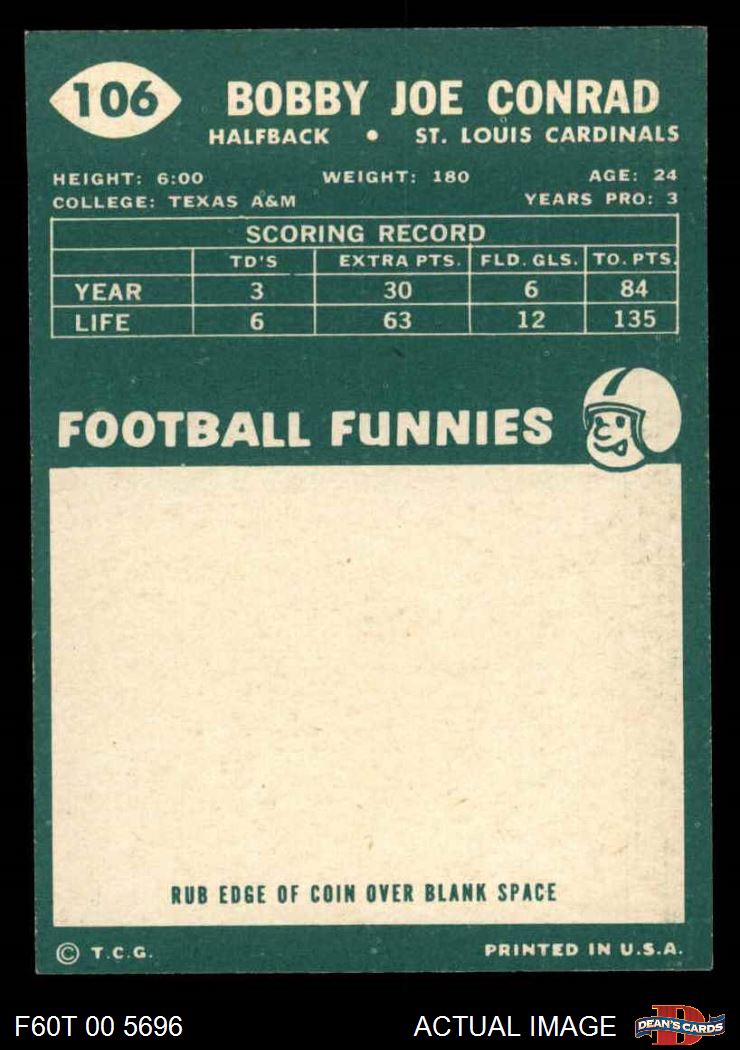 106
BOBBY JOE CONRAD
HALFBACK • ST. LOUIS CARDINALS
HEIGHT: 6:00 WEIGHT: 180 AGE: 24
COLLEGE: TEXAS A&M YEARS PRO: 3
SCORING RECORD
TD'S EXTRA PTS. FLD. GLS. TO. PTS.
YEAR 3 30 6 84
LIFE 6 63 12 135
FOOTBALL FUNNIES
RUB EDGE OF COIN OVER BLANK SPACE
© T.C.G. PRINTED IN U.S.A.
F60T 00 5696 ACTUAL IMAGE D DEAN'S CARDS